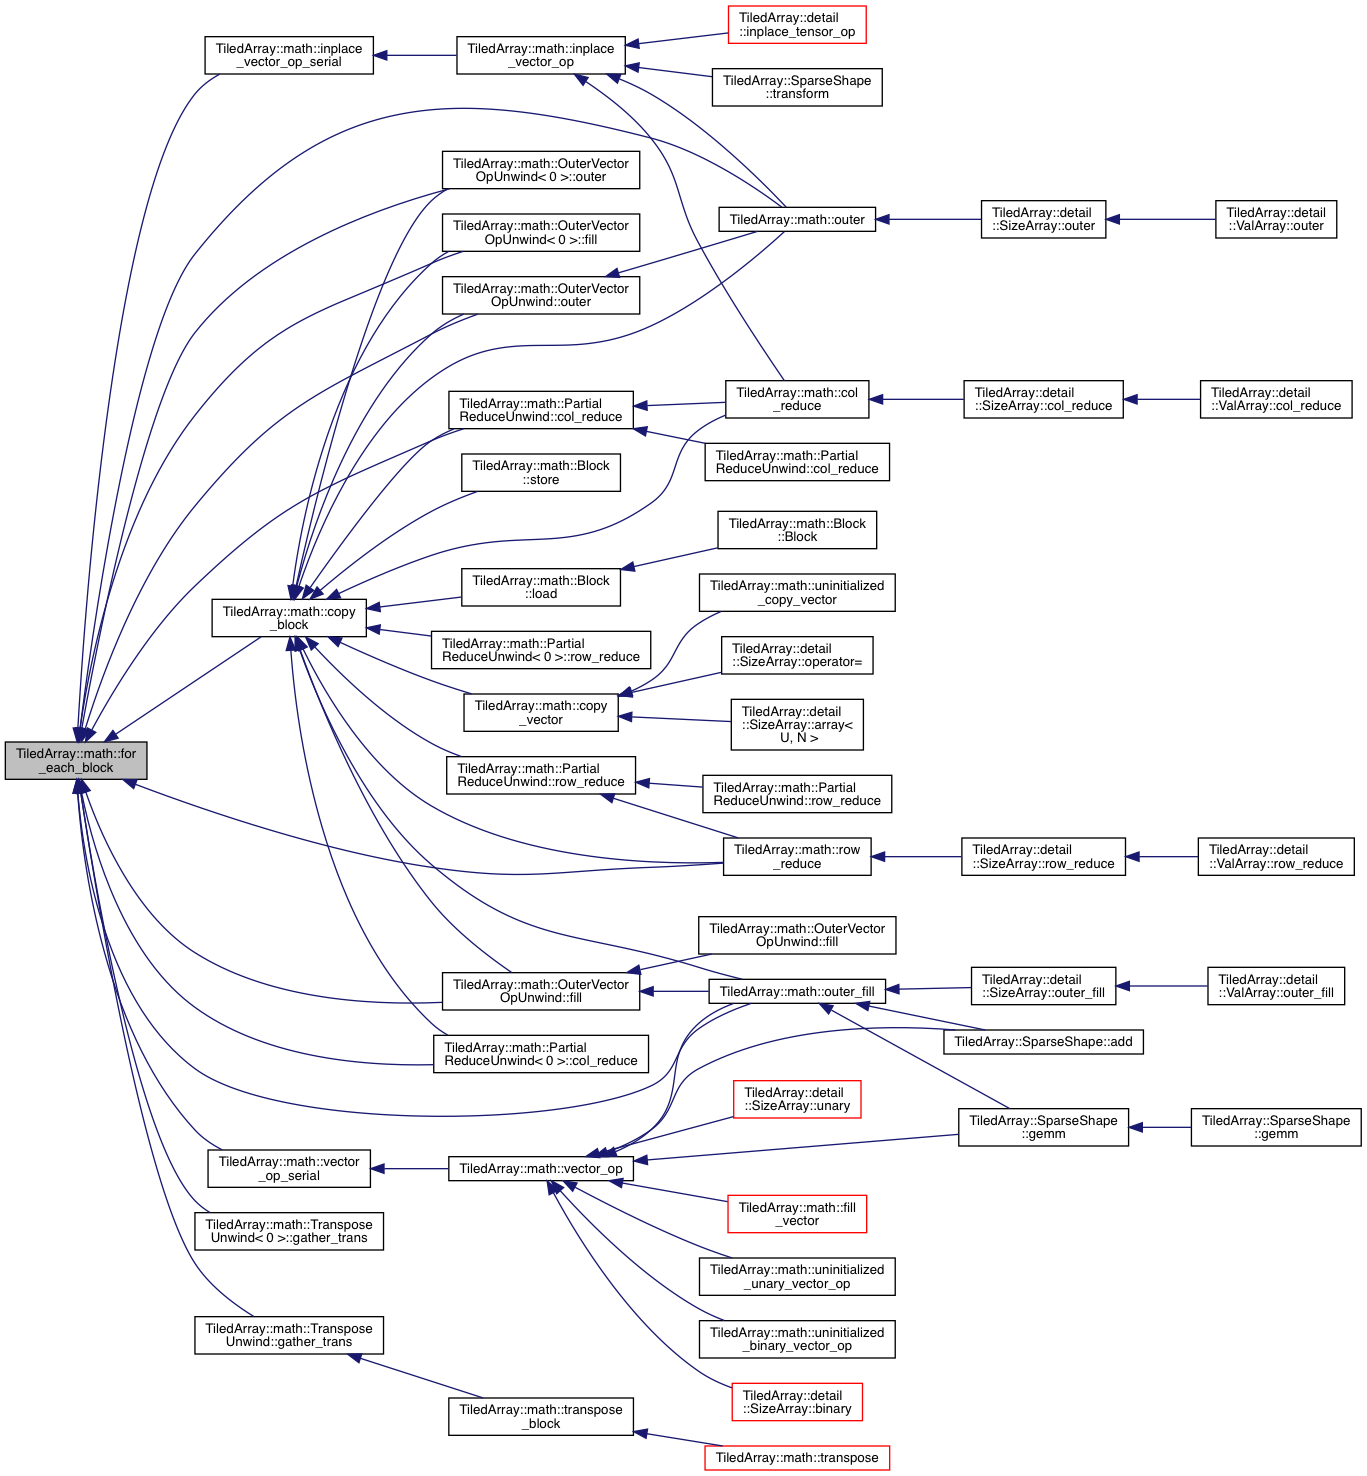 TiledArray::detail
::inplace_tensor_op
TiledArray::math::inplace
_vector_op_serial
TiledArray::math::inplace
_vector_op
TiledArray::SparseShape
::transform
TiledArray::math::OuterVector
OpUnwind< 0 >::outer
TiledArray::math::OuterVector
OpUnwind< 0 >::fill
TiledArray::math::outer
TiledArray::detail
::SizeArray::outer
TiledArray::detail
::ValArray::outer
TiledArray::math::OuterVector
OpUnwind::outer
TiledArray::math::Partial
ReduceUnwind::col_reduce
TiledArray::math::col
_reduce
TiledArray::detail
::SizeArray::col_reduce
TiledArray::detail
::ValArray::col_reduce
TiledArray::math::Partial
ReduceUnwind::col_reduce
TiledArray::math::Block
::store
TiledArray::math::Block
::Block
TiledArray::math::Block
::load
TiledArray::math::uninitialized
_copy_vector
TiledArray::math::copy
_block
TiledArray::math::Partial
ReduceUnwind< 0 >::row_reduce
TiledArray::detail
::SizeArray::operator=
TiledArray::math::copy
_vector
TiledArray::detail
::SizeArray::array<
U, N >
TiledArray::math::for
_each_block
TiledArray::math::Partial
ReduceUnwind::row_reduce
TiledArray::math::Partial
ReduceUnwind::row_reduce
TiledArray::math::row
_reduce
TiledArray::detail
::SizeArray::row_reduce
TiledArray::detail
::ValArray::row_reduce
TiledArray::math::OuterVector
OpUnwind::fill
TiledArray::math::OuterVector
OpUnwind::fill
TiledArray::math::outer_fill
TiledArray::detail
::SizeArray::outer_fill
TiledArray::detail
::ValArray::outer_fill
TiledArray::SparseShape::add
TiledArray::math::Partial
ReduceUnwind< 0 >::col_reduce
TiledArray::detail
::SizeArray::unary
TiledArray::SparseShape
::gemm
TiledArray::SparseShape
::gemm
TiledArray::math::vector
_op_serial
TiledArray::math::vector_op
TiledArray::math::fill
_vector
TiledArray::math::Transpose
Unwind< 0 >::gather_trans
TiledArray::math::uninitialized
_unary_vector_op
TiledArray::math::Transpose
Unwind::gather_trans
TiledArray::math::uninitialized
_binary_vector_op
TiledArray::detail
::SizeArray::binary
TiledArray::math::transpose
_block
TiledArray::math::transpose